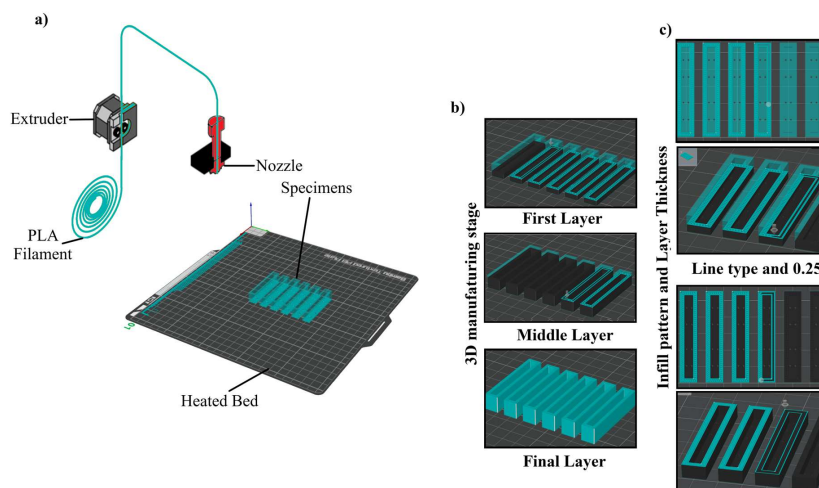 a)
Extruder
Nozzle
Specimens
PLA
Filament
Heated Bed
b)
3D manufaturing stage
First Layer
Middle Layer
Final Layer
c)
Infill pattern and Layer Thickness
Line type and 0.25